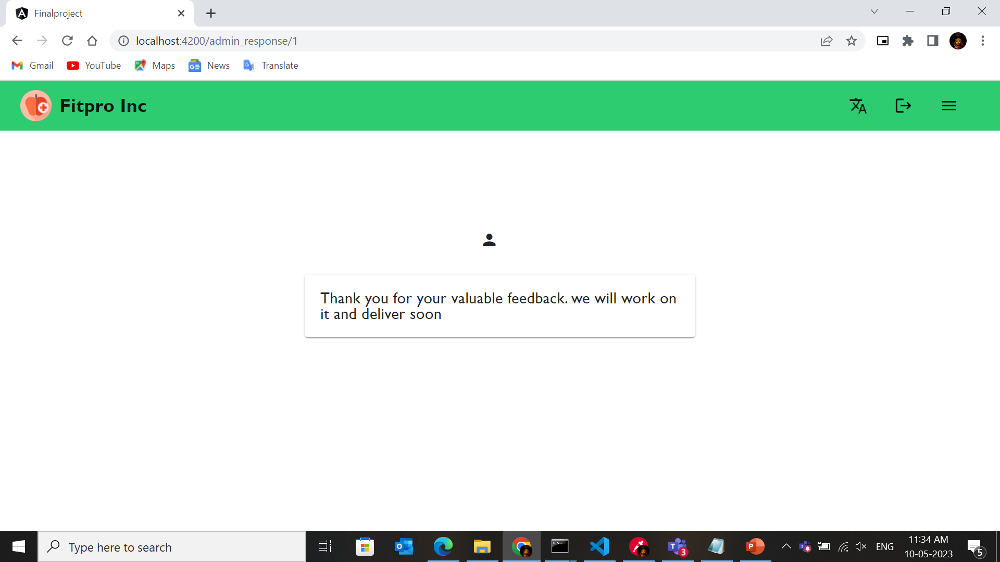 Finalproject
localhost:4200/admin_response/1
Gmail YouTube Maps News Translate
Fitpro Inc
Thank you for your valuable feedback. we will work on
it and deliver soon
Type here to search
3
ENG
11:34 AM
10-05-2023
5